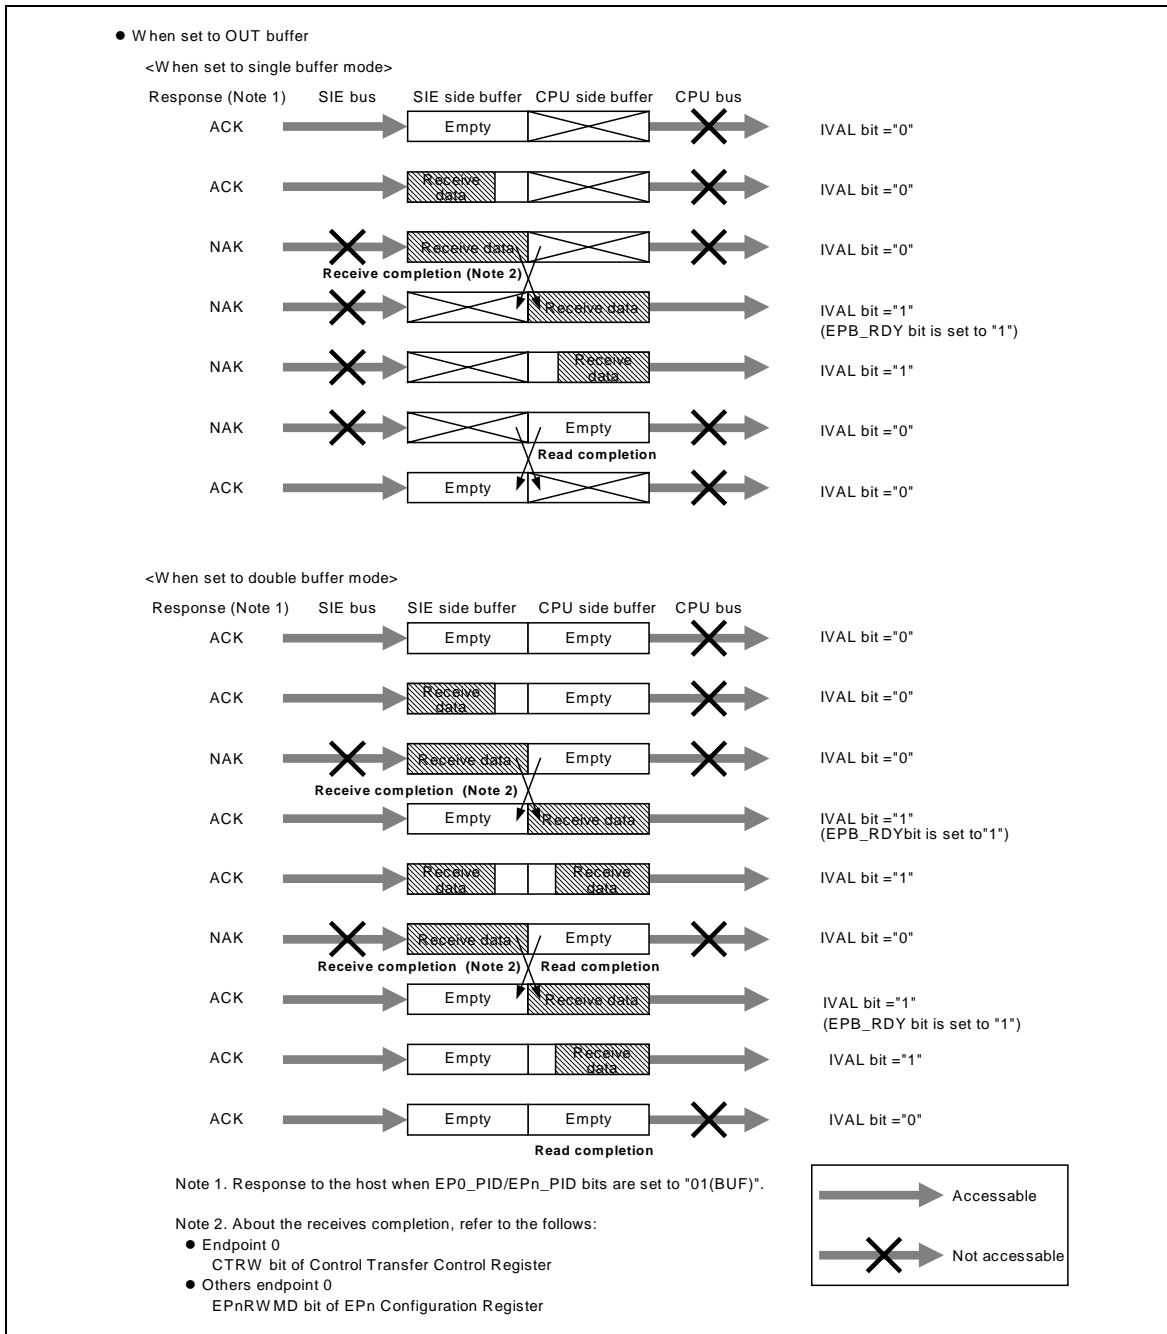 ● When set to OUT buffer
<When set to single buffer mode>
Response (Note 1) SIE bus SIE side buffer CPU side buffer CPU bus
ACK Empty IVAL bit ="0"
ACK Receive data IVAL bit ="0"
NAK Receive data IVAL bit ="0"
Receive completion (Note 2)
NAK Receive data IVAL bit ="1"
(EPB_RDY bit is set to "1")
NAK Receive data IVAL bit ="1"
NAK Empty IVAL bit ="0"
Read completion
ACK Empty IVAL bit ="0"
<When set to double buffer mode>
Response (Note 1) SIE bus SIE side buffer CPU side buffer CPU bus
ACK Empty Empty IVAL bit ="0"
ACK Receive data Empty IVAL bit ="0"
NAK Receive data Empty IVAL bit ="0"
Receive completion (Note 2)
ACK Empty Receive data IVAL bit ="1"
(EPB_RDYbit is set to"1")
ACK Receive data Receive data IVAL bit ="1"
NAK Receive data Empty IVAL bit ="0"
Receive completion (Note 2) Read completion
ACK Empty Receive data IVAL bit ="1"
(EPB_RDY bit is set to "1")
ACK Empty Receive data IVAL bit ="1"
ACK Empty Empty IVAL bit ="0"
Read completion
Note 1. Response to the host when EP0_PID/EPn_PID bits are set to "01(BUF)".
Note 2. About the receives completion, refer to the follows:
● Endpoint 0
CTRW bit of Control Transfer Control Register
● Others endpoint 0
EPnRWMD bit of EPn Configuration Register
Accessable
Not accessable